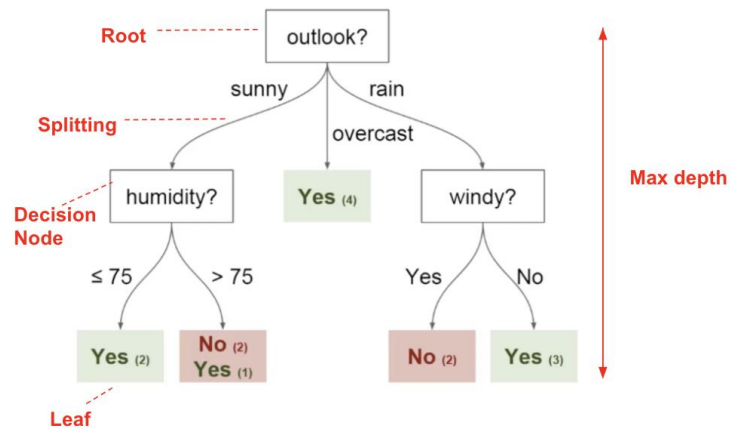 Root
outlook?
sunny
rain
Splitting
overcast
humidity?
Yes (4)
windy?
Max depth
Decision
Node
≤ 75
> 75
Yes
No
Yes (2)
No (2)
Yes (1)
No (2)
Yes (3)
Leaf